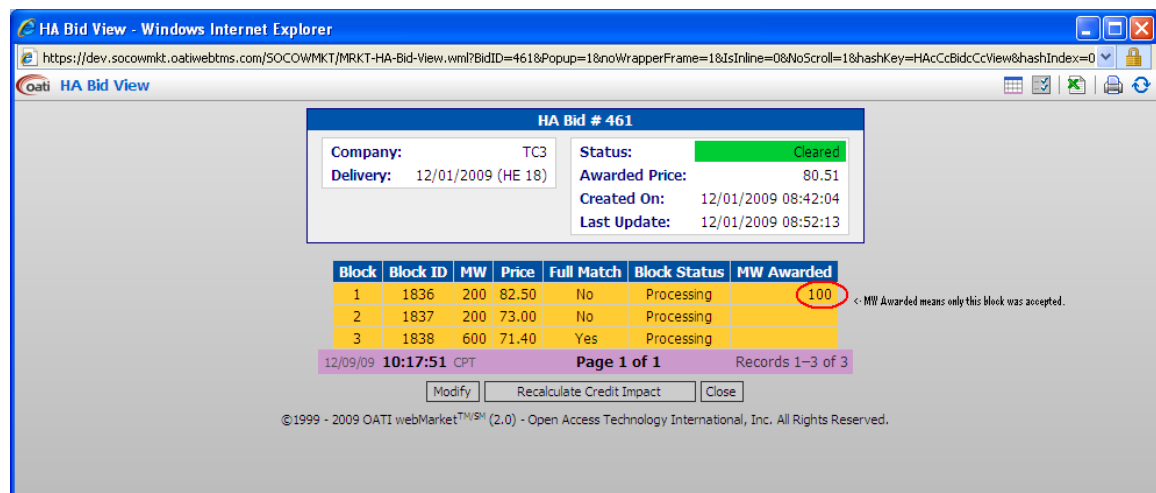 HA Bid View - Windows Internet Explorer
https://dev.socowmkt.oatiwebtms.com/SOCOWMKT/MRKT-HA-Bid-View.wml?BidID=461&Popup=1&noWrapperFrame=1&IsInline=0&NoScroll=1&hashKey=HAcCcBidcCcView&hashIndex=0
oati HA Bid View
HA Bid # 461
Company: TC3 Status: Cleared
Delivery: 12/01/2009 (HE 18) Awarded Price: 80.51
Created On: 12/01/2009 08:42:04
Last Update: 12/01/2009 08:52:13
Block Block ID MW Price Full Match Block Status MW Awarded
1 1836 200 82.50 No Processing 100 <- MW Awarded means only this block was accepted.
2 1837 200 73.00 No Processing
3 1838 600 71.40 Yes Processing
12/09/09 10:17:51 CPT Page 1 of 1 Records 1–3 of 3
Modify Recalculate Credit Impact Close
©1999 - 2009 OATI webMarket™/SM (2.0) - Open Access Technology International, Inc. All Rights Reserved.